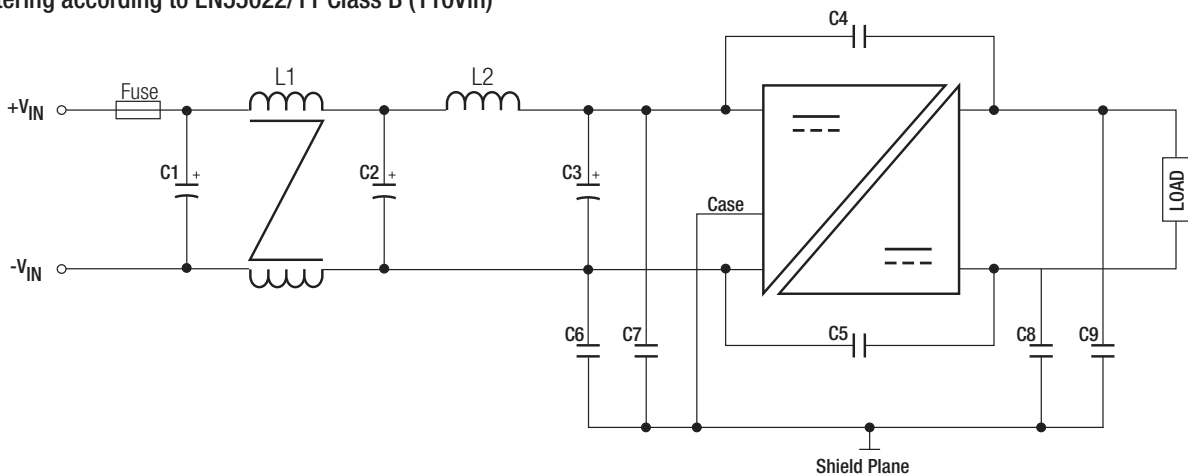 tering according to EN55022/11 Class B (110Vin)
C4
Fuse
L1
L2
+VIN
C1 +
C2 +
C3 +
Case
LOAD
-VIN
C6
C7
C5
C8
C9
Shield Plane